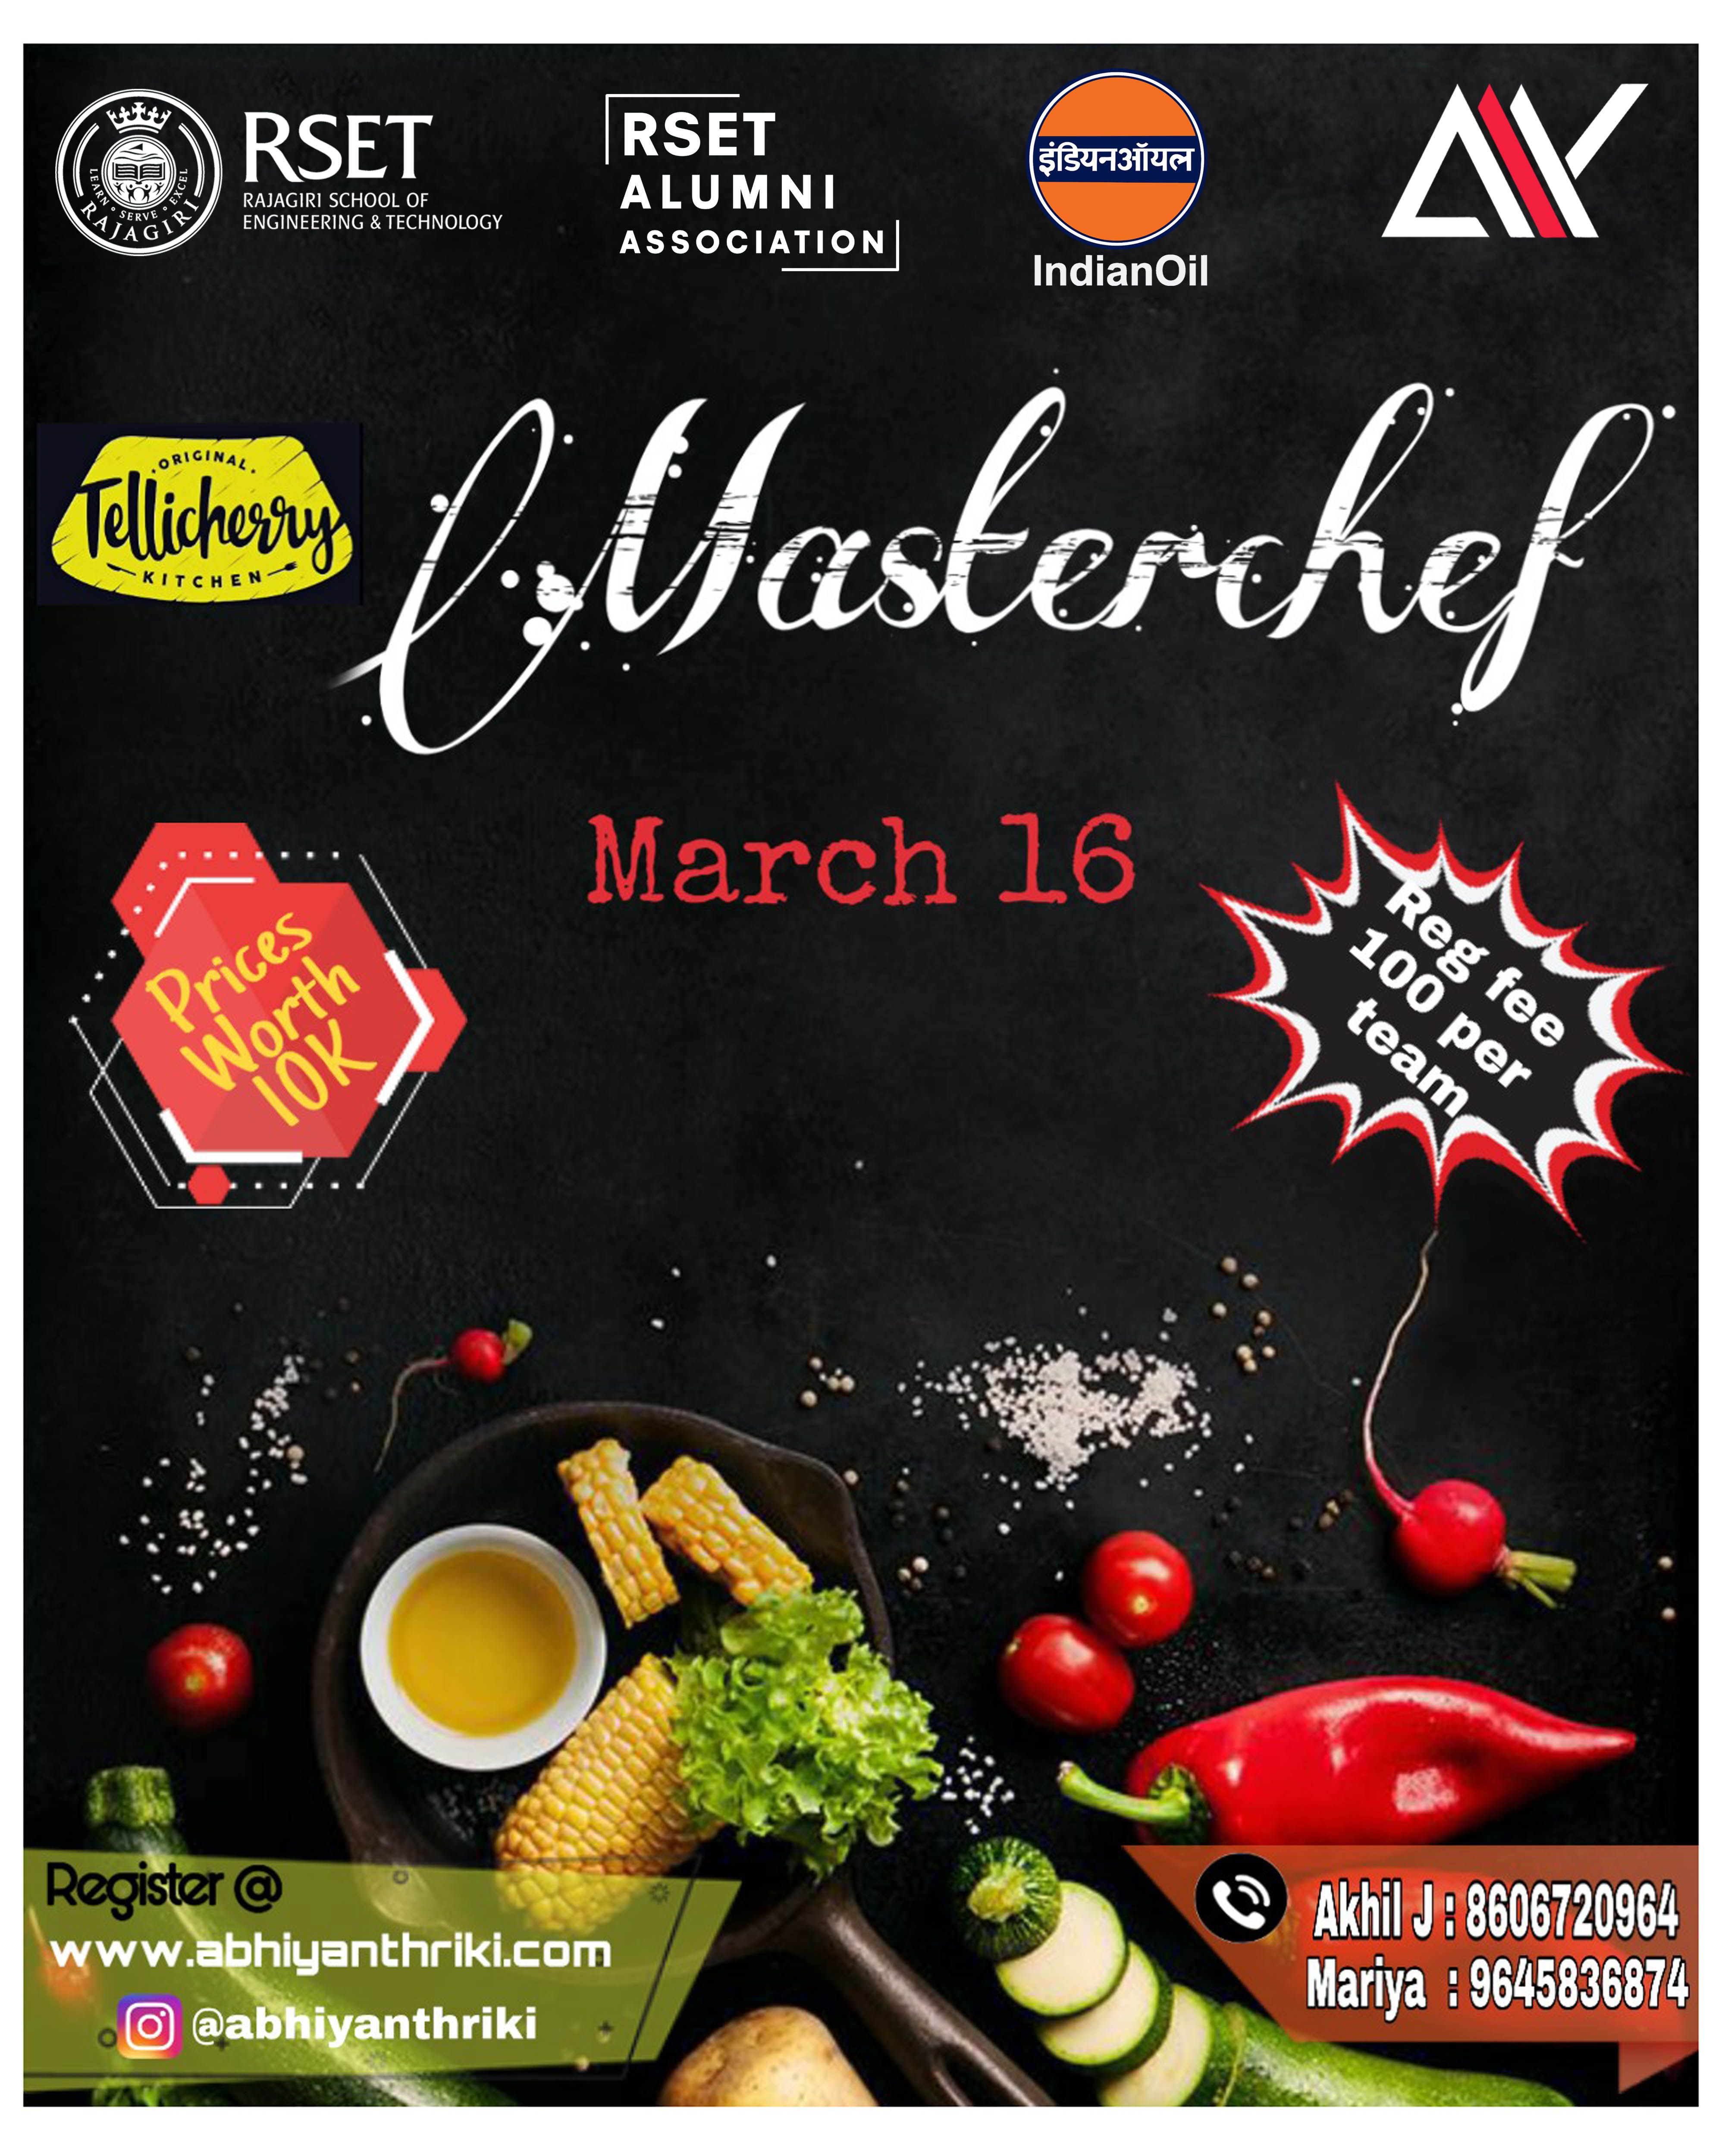 RSET
RAJAGIRI SCHOOL OF
ENGINEERING & TECHNOLOGY
LEARN • SERVE • EXCEL
RAJAGIRI
RSET
ALUMNI
ASSOCIATION
इंडियनऑयल
IndianOil
ORIGINAL
Tellicherry
KITCHEN
Masterchef
March 16
Prices
Worth
10K
Reg fee
100 per
team
Register @
www.abhiyanthriki.com
@abhiyanthriki
Akhil J : 8606720964
Mariya : 9645836874